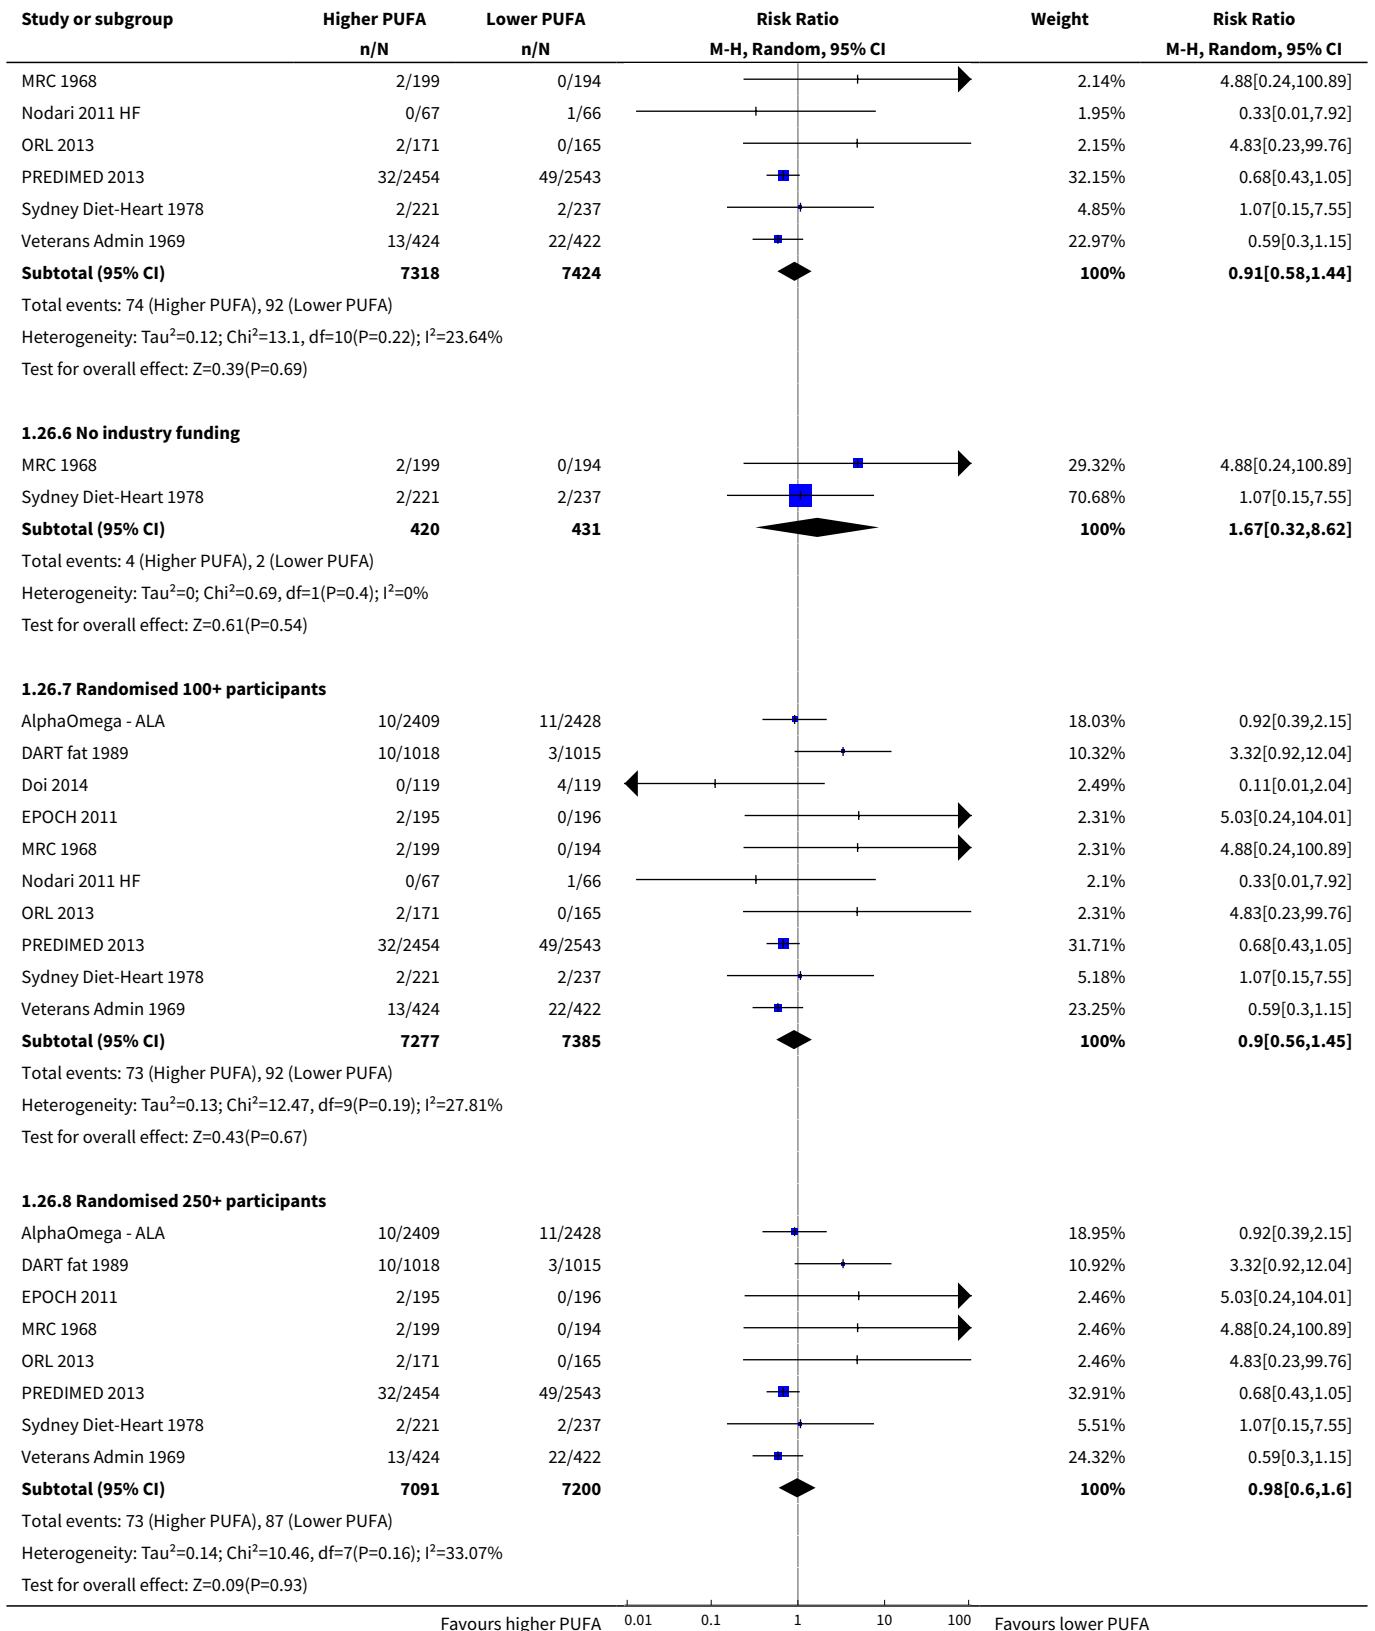 Study or subgroup Higher PUFA Lower PUFA Risk Ratio Weight Risk Ratio
n/N n/N M-H, Random, 95% CI M-H, Random, 95% CI
MRC 1968 2/199 0/194 2.14% 4.88[0.24,100.89]
Nodari 2011 HF 0/67 1/66 1.95% 0.33[0.01,7.92]
ORL 2013 2/171 0/165 2.15% 4.83[0.23,99.76]
PREDIMED 2013 32/2454 49/2543 32.15% 0.68[0.43,1.05]
Sydney Diet-Heart 1978 2/221 2/237 4.85% 1.07[0.15,7.55]
Veterans Admin 1969 13/424 22/422 22.97% 0.59[0.3,1.15]
Subtotal (95% CI) 7318 7424 100% 0.91[0.58,1.44]
Total events: 74 (Higher PUFA), 92 (Lower PUFA)
Heterogeneity: Tau²=0.12; Chi²=13.1, df=10(P=0.22); I²=23.64%
Test for overall effect: Z=0.39(P=0.69)
1.26.6 No industry funding
MRC 1968 2/199 0/194 29.32% 4.88[0.24,100.89]
Sydney Diet-Heart 1978 2/221 2/237 70.68% 1.07[0.15,7.55]
Subtotal (95% CI) 420 431 100% 1.67[0.32,8.62]
Total events: 4 (Higher PUFA), 2 (Lower PUFA)
Heterogeneity: Tau²=0; Chi²=0.69, df=1(P=0.4); I²=0%
Test for overall effect: Z=0.61(P=0.54)
1.26.7 Randomised 100+ participants
AlphaOmega - ALA 10/2409 11/2428 18.03% 0.92[0.39,2.15]
DART fat 1989 10/1018 3/1015 10.32% 3.32[0.92,12.04]
Doi 2014 0/119 4/119 2.49% 0.11[0.01,2.04]
EPOCH 2011 2/195 0/196 2.31% 5.03[0.24,104.01]
MRC 1968 2/199 0/194 2.31% 4.88[0.24,100.89]
Nodari 2011 HF 0/67 1/66 2.1% 0.33[0.01,7.92]
ORL 2013 2/171 0/165 2.31% 4.83[0.23,99.76]
PREDIMED 2013 32/2454 49/2543 31.71% 0.68[0.43,1.05]
Sydney Diet-Heart 1978 2/221 2/237 5.18% 1.07[0.15,7.55]
Veterans Admin 1969 13/424 22/422 23.25% 0.59[0.3,1.15]
Subtotal (95% CI) 7277 7385 100% 0.9[0.56,1.45]
Total events: 73 (Higher PUFA), 92 (Lower PUFA)
Heterogeneity: Tau²=0.13; Chi²=12.47, df=9(P=0.19); I²=27.81%
Test for overall effect: Z=0.43(P=0.67)
1.26.8 Randomised 250+ participants
AlphaOmega - ALA 10/2409 11/2428 18.95% 0.92[0.39,2.15]
DART fat 1989 10/1018 3/1015 10.92% 3.32[0.92,12.04]
EPOCH 2011 2/195 0/196 2.46% 5.03[0.24,104.01]
MRC 1968 2/199 0/194 2.46% 4.88[0.24,100.89]
ORL 2013 2/171 0/165 2.46% 4.83[0.23,99.76]
PREDIMED 2013 32/2454 49/2543 32.91% 0.68[0.43,1.05]
Sydney Diet-Heart 1978 2/221 2/237 5.51% 1.07[0.15,7.55]
Veterans Admin 1969 13/424 22/422 24.32% 0.59[0.3,1.15]
Subtotal (95% CI) 7091 7200 100% 0.98[0.6,1.6]
Total events: 73 (Higher PUFA), 87 (Lower PUFA)
Heterogeneity: Tau²=0.14; Chi²=10.46, df=7(P=0.16); I²=33.07%
Test for overall effect: Z=0.09(P=0.93)
Favours higher PUFA 0.01 0.1 1 10 100 Favours lower PUFA